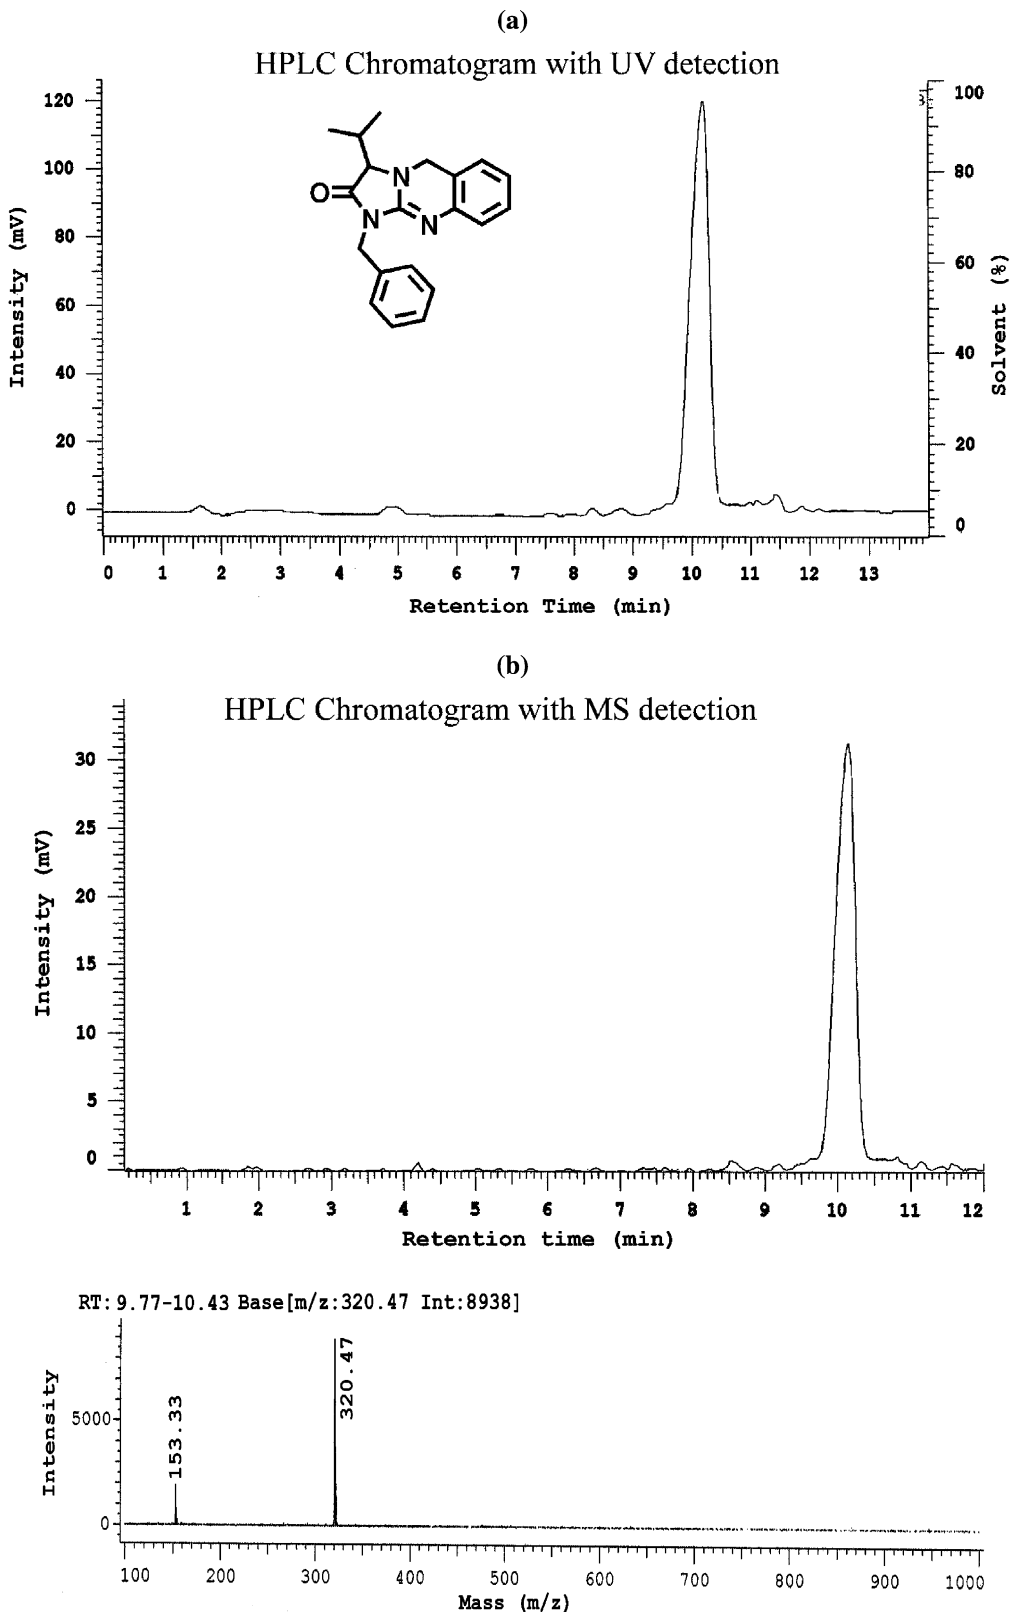 (a)
HPLC Chromatogram with UV detection
120
100
80
60
40
20
0
Intensity (mV)
100
80
60
40
20
0
Solvent (%)
O
N
N
N
0 1 2 3 4 5 6 7 8 9 10 11 12 13
Retention Time (min)
(b)
HPLC Chromatogram with MS detection
30
25
20
15
10
5
0
Intensity (mV)
1 2 3 4 5 6 7 8 9 10 11 12
Retention time (min)
RT: 9.77-10.43 Base[m/z:320.47 Int:8938]
Intensity
5000
0
153.33
320.47
100 200 300 400 500 600 700 800 900 1000
Mass (m/z)